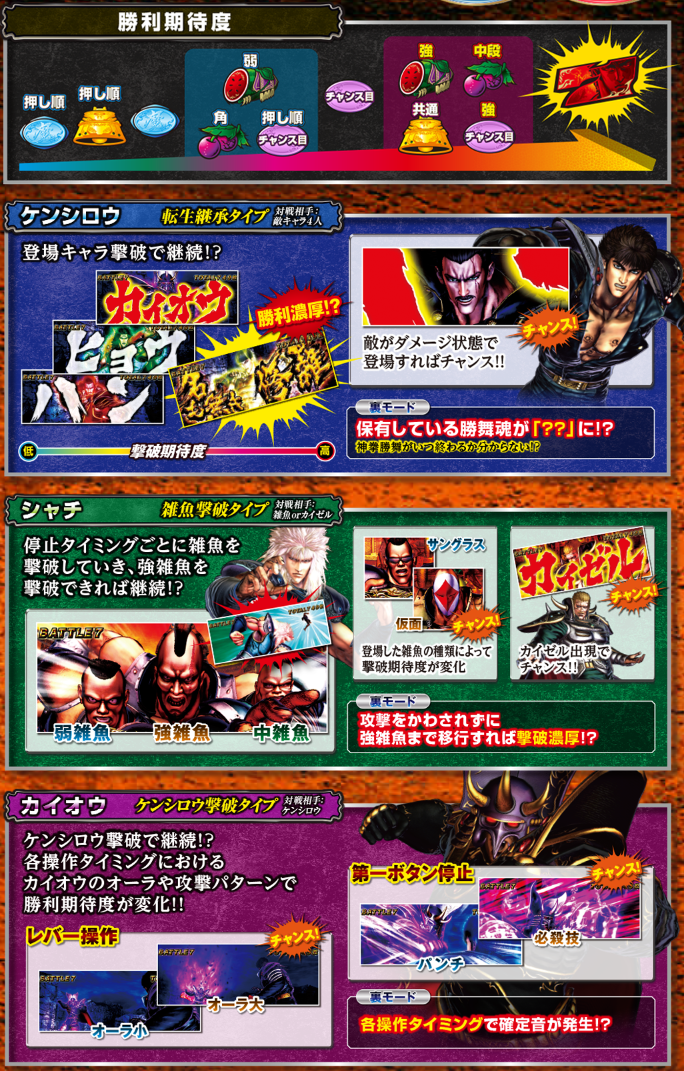 勝利期待度
押し順
押し順
弱
角
押し順
チャンス目
チャンス目
強
中段
共通
強
チャンス目
ケンシロウ
転生継承タイプ
対戦相手:
敵キャラ4人
登場キャラ撃破で継続!?
BATTLE7
カイオウ
ヒョウ
ハン
勝利濃厚!?
低
撃破期待度
高
敵がダメージ状態で
登場すればチャンス!!
チャンス!
裏モード
保有している勝舞魂が「??」に!?
神拳勝舞がいつ終わるか分からない!?
シャチ
雑魚撃破タイプ
対戦相手:
雑魚orカイゼル
停止タイミングごとに雑魚を
撃破していき、強雑魚を
撃破できれば継続!?
BATTLE7
弱雑魚
強雑魚
中雑魚
サングラス
仮面
チャンス!
登場した雑魚の種類によって
撃破期待度が変化
カイゼル
チャンス!
カイゼル出現で
チャンス!!
裏モード
攻撃をかわされずに
強雑魚まで移行すれば撃破濃厚!?
カイオウ
ケンシロウ撃破タイプ
対戦相手:
ケンシロウ
ケンシロウ撃破で継続!?
各操作タイミングにおける
カイオウのオーラや攻撃パターンで
勝利期待度が変化!!
レバー操作
チャンス!
BATTLE7
オーラ大
BATTLE7
オーラ小
第一ボタン停止
チャンス!
BATTLE7
必殺技
BATTLE7
パンチ
裏モード
各操作タイミングで確定音が発生!?